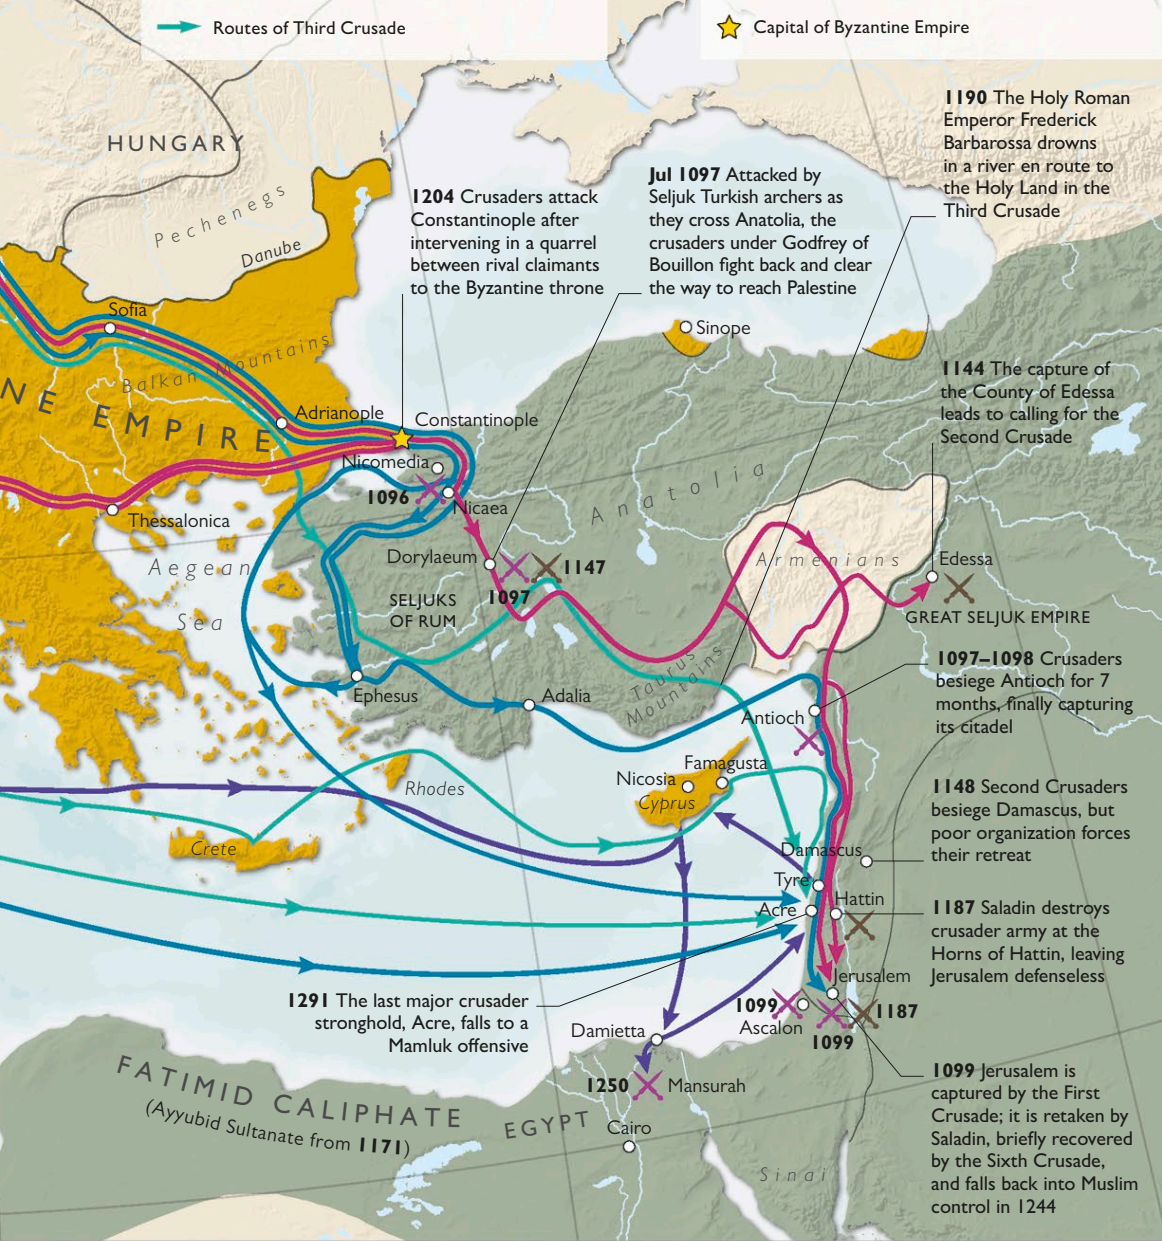 Routes of Third Crusade
Capital of Byzantine Empire
1190 The Holy Roman
Emperor Frederick
Barbarossa drowns
in a river en route to
the Holy Land in the
Third Crusade
HUNGARY
Pechenegs
Danube
1204 Crusaders attack
Constantinople after
intervening in a quarrel
between rival claimants
to the Byzantine throne
Jul 1097 Attacked by
Seljuk Turkish archers as
they cross Anatolia, the
crusaders under Godfrey of
Bouillon fight back and clear
the way to reach Palestine
Sofia
Balkan Mountains
Sinope
1144 The capture of
the County of Edessa
leads to calling for the
Second Crusade
NE EMPIRE
Adrianople
Constantinople
Nicomedia
1096
Nicaea
Anatolia
Thessalonica
Aegean
Sea
Dorylaeum
1147
1097
SELJUKS
OF RUM
Armenians
Edessa
GREAT SELJUK EMPIRE
Taurus
Mountains
1097–1098 Crusaders
besiege Antioch for 7
months, finally capturing
its citadel
Ephesus
Adalia
Antioch
Rhodes
Nicosia
Famagusta
Cyprus
1148 Second Crusaders
besiege Damascus, but
poor organization forces
their retreat
Crete
Damascus
Tyre
Hattin
Acre
1187 Saladin destroys
crusader army at the
Horns of Hattin, leaving
Jerusalem defenseless
Jerusalem
1291 The last major crusader
stronghold, Acre, falls to a
Mamluk offensive
1099
Ascalon
1187
1099
Damietta
1250
Mansurah
1099 Jerusalem is
captured by the First
Crusade; it is retaken by
Saladin, briefly recovered
by the Sixth Crusade,
and falls back into Muslim
control in 1244
FATIMID CALIPHATE
(Ayyubid Sultanate from 1171)
EGYPT
Cairo
Sinai